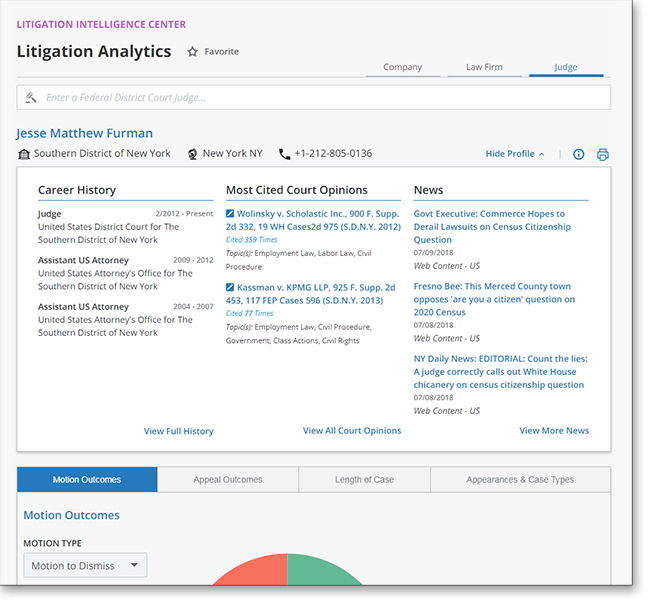 LITIGATION INTELLIGENCE CENTER
Litigation Analytics
Favorite
Company
Law Firm
Judge
Enter a Federal District Court Judge...
Jesse Matthew Furman
Southern District of New York
New York NY
+1-212-805-0136
Hide Profile
Career History
Judge 2/2012 - Present
United States District Court for The
Southern District of New York
Assistant US Attorney 2009 - 2012
United States Attorney's Office for The
Southern District of New York
Assistant US Attorney 2004 - 2007
United States Attorney's Office for The
Southern District of New York
View Full History
Most Cited Court Opinions
Wolinsky v. Scholastic Inc., 900 F. Supp.
2d 332, 19 WH Cases2d 975 (S.D.N.Y. 2012)
Cited 359 Times
Topic(s): Employment Law, Labor Law, Civil
Procedure
Kassman v. KPMG LLP, 925 F. Supp. 2d
453, 117 FEP Cases 596 (S.D.N.Y. 2013)
Cited 77 Times
Topic(s): Employment Law, Civil Procedure,
Government, Class Actions, Civil Rights
View All Court Opinions
News
Govt Executive: Commerce Hopes to
Derail Lawsuits on Census Citizenship
Question
07/09/2018
Web Content - US
Fresno Bee: This Merced County town
opposes 'are you a citizen' question on
2020 Census
07/08/2018
Web Content - US
NY Daily News: EDITORIAL: Count the lies:
A judge correctly calls out White House
chicanery on census citizenship question
07/08/2018
Web Content - US
View More News
Motion Outcomes
Appeal Outcomes
Length of Case
Appearances & Case Types
Motion Outcomes
MOTION TYPE
Motion to Dismiss